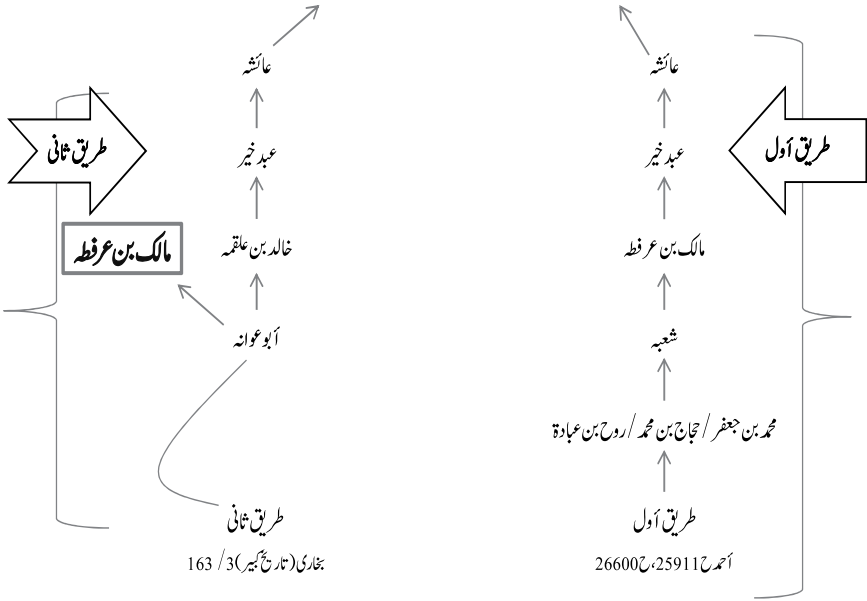 عائشہ
عبد خیر
طریق أول
مالک بن عرفطہ
شعبہ
محمد بن جعفر / حجاج بن محمد / روح بن عبادة
طریق أول
أحمد ح25911، ح26600
عائشہ
عبد خیر
طریق ثانی
خالد بن علقمہ
مالک بن عرفطہ
أبو عوانہ
طریق ثانی
بخاری (تاریخ کبیر) 3/ 163